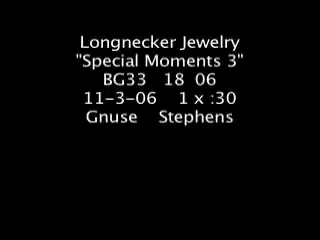 Longnecker Jewelry
"Special Moments 3"
BG33 18 06
11-3-06 1 x :30
Gnuse Stephens